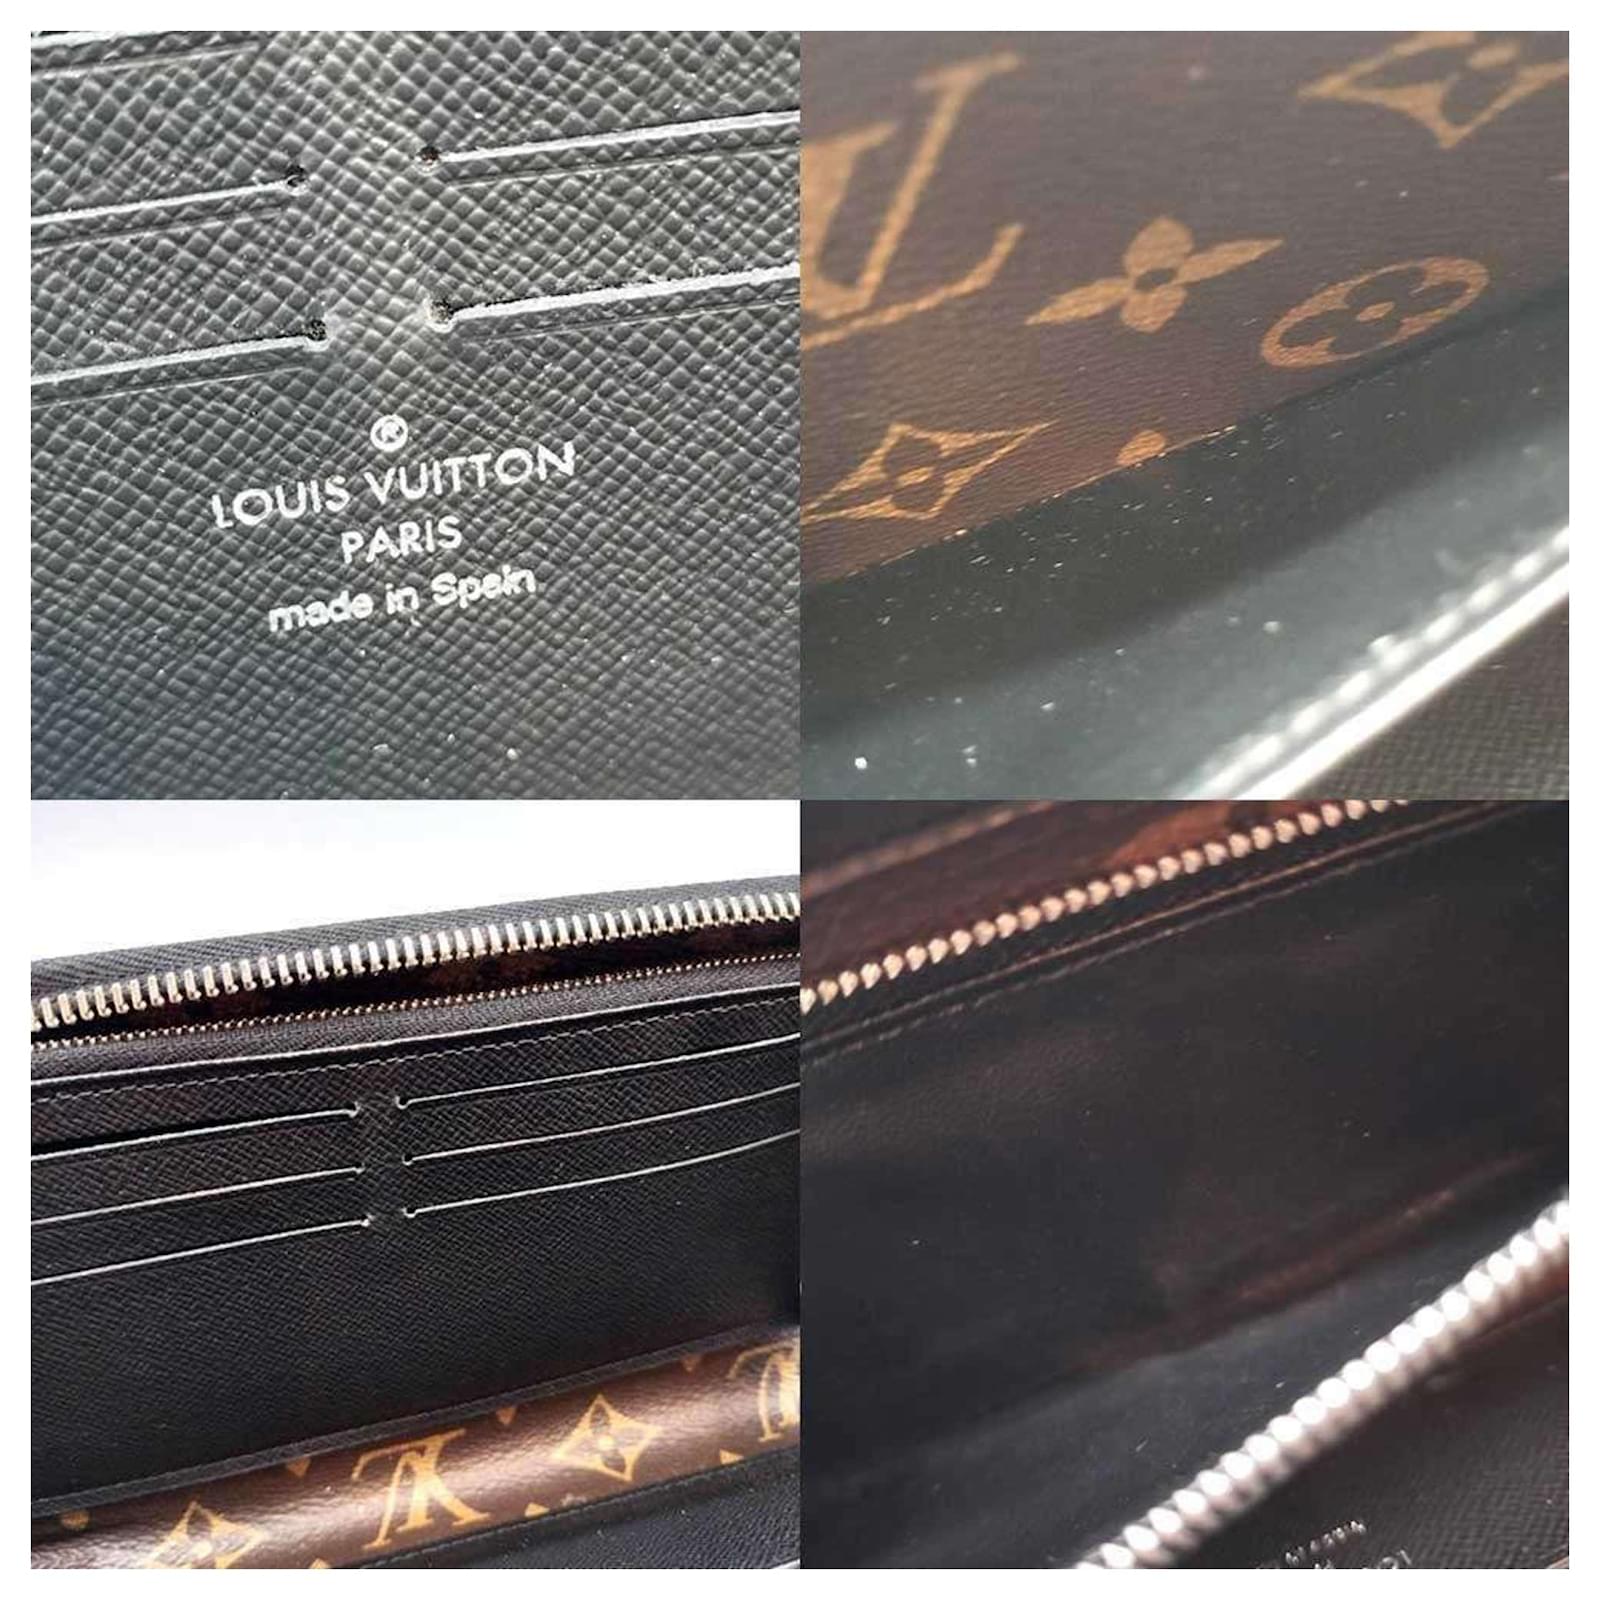 ®
LOUIS VUITTON
PARIS
made in Spain